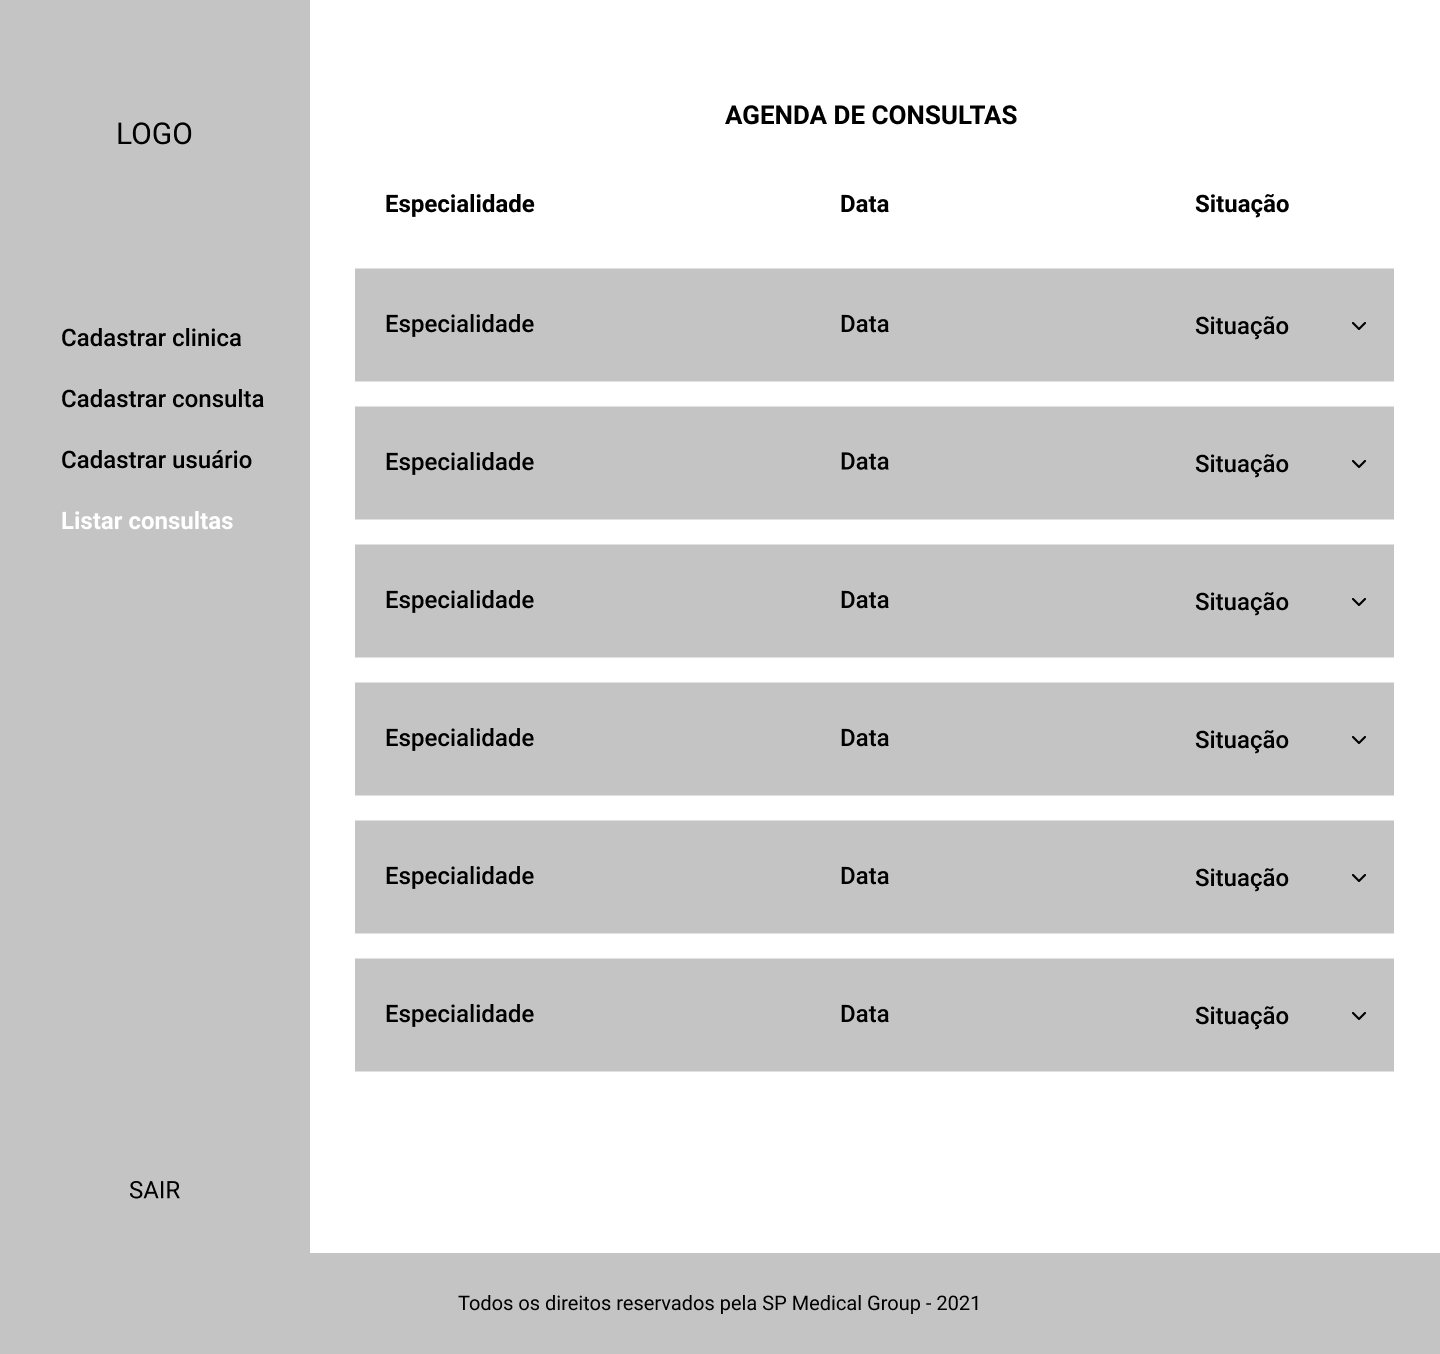 LOGO
Cadastrar clinica
Cadastrar consulta
Cadastrar usuário
Listar consultas
SAIR
AGENDA DE CONSULTAS
Especialidade Data Situação
Especialidade Data Situação
Especialidade Data Situação
Especialidade Data Situação
Especialidade Data Situação
Especialidade Data Situação
Especialidade Data Situação
Todos os direitos reservados pela SP Medical Group - 2021